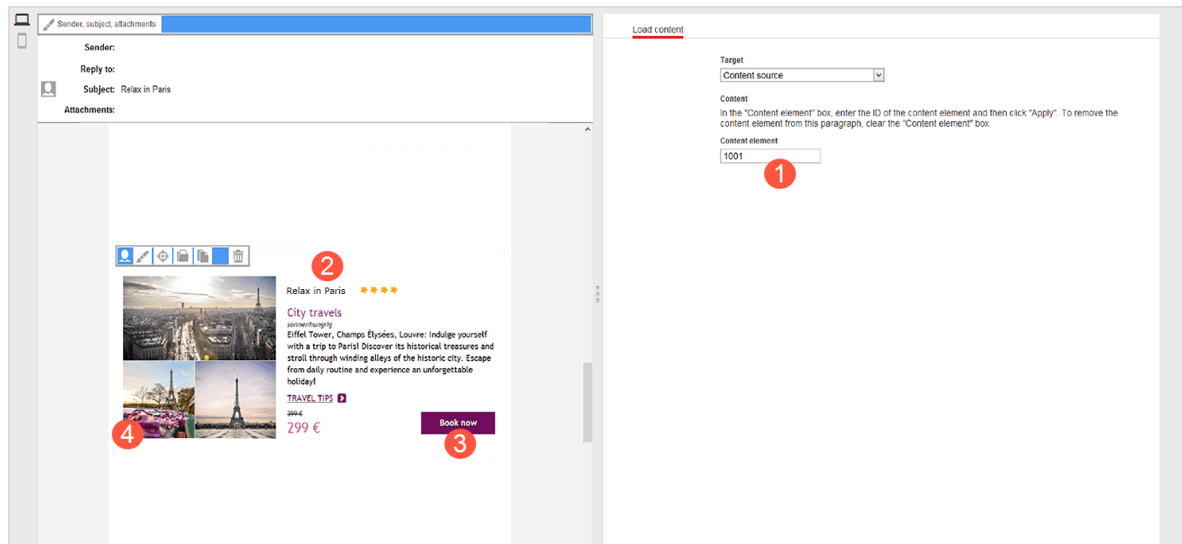 Sender, subject, attachments
Sender:
Reply to:
Subject: Relax in Paris
Attachments:
2
Relax in Paris
City travels
sonnenhungrig
Eiffel Tower, Champs Élysées, Louvre: Indulge yourself
with a trip to Paris! Discover its historical treasures and
stroll through winding alleys of the historic city. Escape
from daily routine and experience an unforgettable
holiday!
TRAVEL TIPS
399 €
299 €
Book now
4
3
Load content
Target
Content source
Content
In the "Content element" box, enter the ID of the content element and then click "Apply". To remove the
content element from this paragraph, clear the "Content element" box.
Content element
1001
1